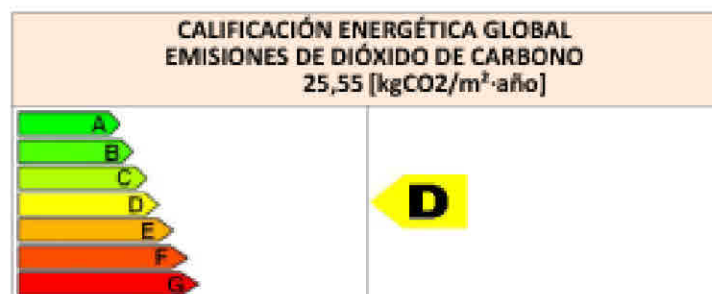 CALIFICACIÓN ENERGÉTICA GLOBAL
EMISIONES DE DIÓXIDO DE CARBONO
25,55 [kgCO2/m²·año]
A
B
C
D
D
E
F
G